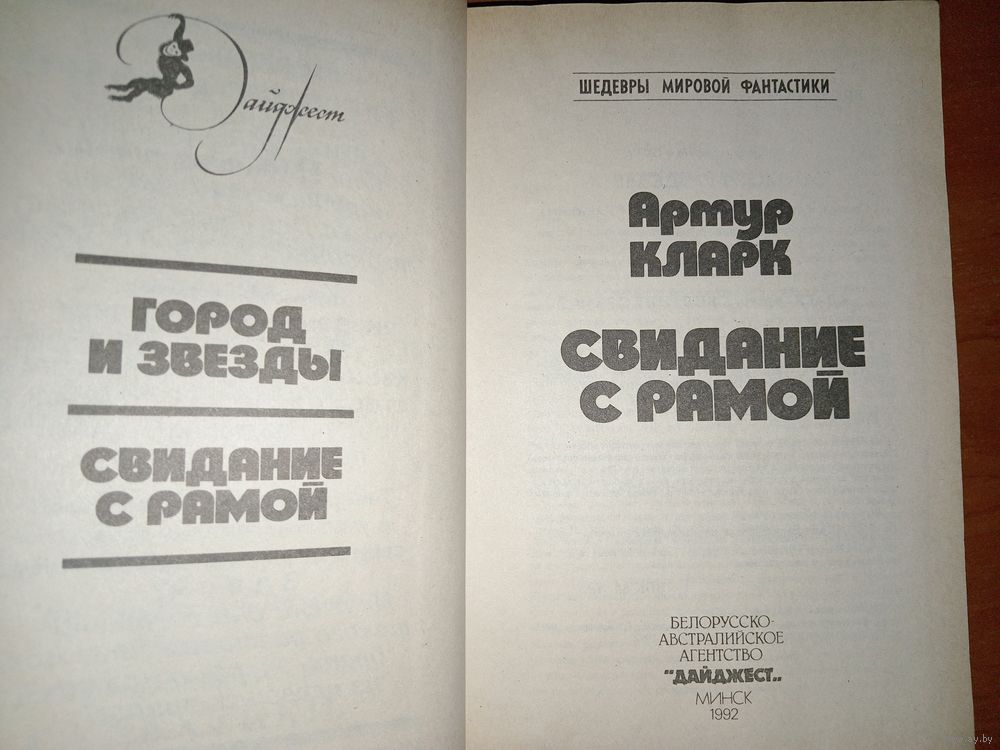 Дайджест
ГОРОД
И ЗВЕЗДЫ
СВИДАНИЕ
С РАМОЙ
ШЕДЕВРЫ МИРОВОЙ ФАНТАСТИКИ
Артур
КЛАРК
СВИДАНИЕ
С РАМОЙ
БЕЛОРУССКО-
АВСТРАЛИЙСКОЕ
АГЕНТСТВО
"ДАЙДЖЕСТ"
МИНСК
1992